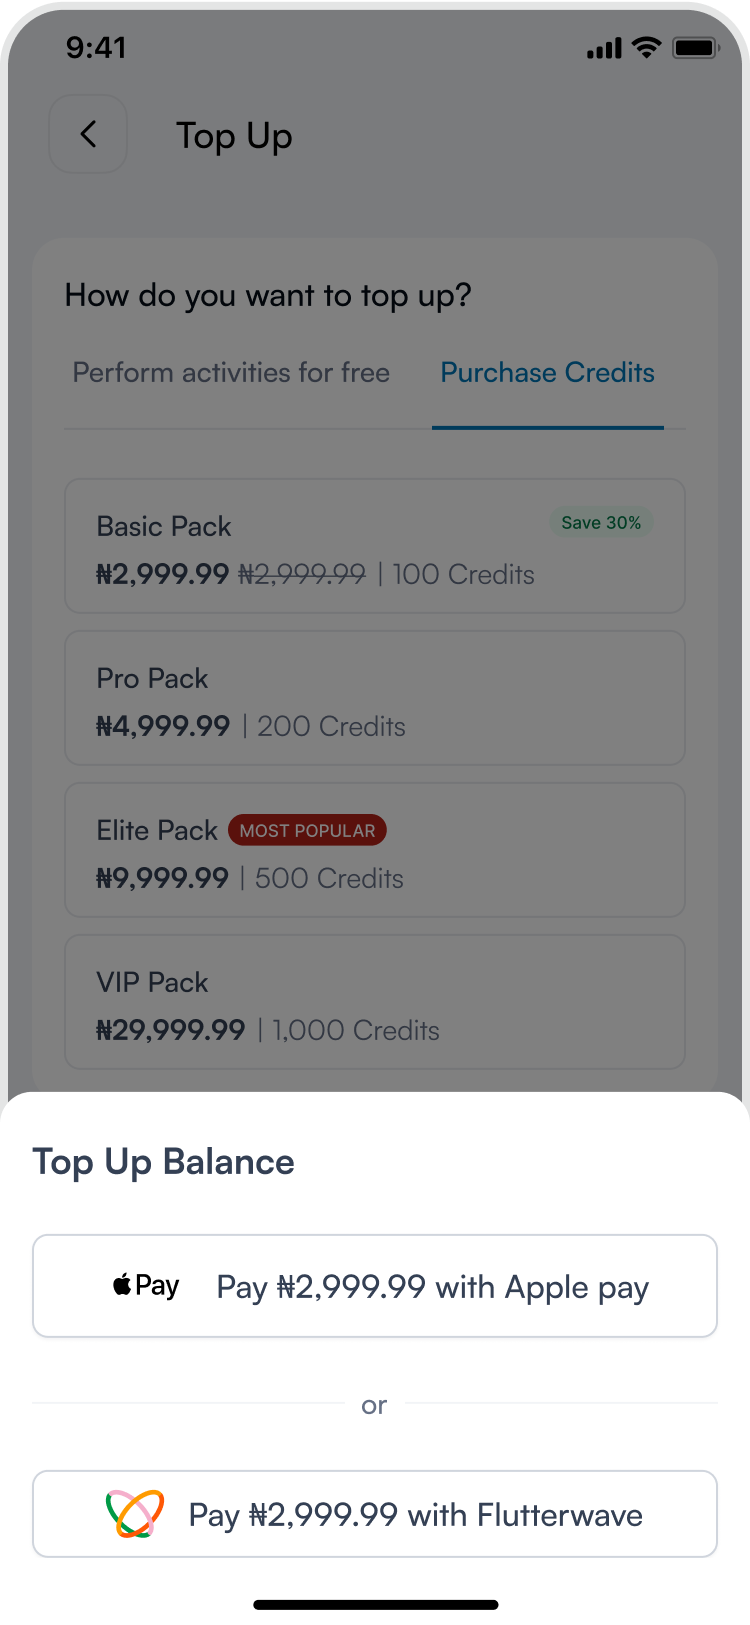 9:41
Top Up
How do you want to top up?
Perform activities for free Purchase Credits
Basic Pack Save 30%
₦2,999.99 ₦2,999.99 | 100 Credits
Pro Pack
₦4,999.99 | 200 Credits
Elite Pack MOST POPULAR
₦9,999.99 | 500 Credits
VIP Pack
₦29,999.99 | 1,000 Credits
Top Up Balance
Pay Pay ₦2,999.99 with Apple pay
or
Pay ₦2,999.99 with Flutterwave